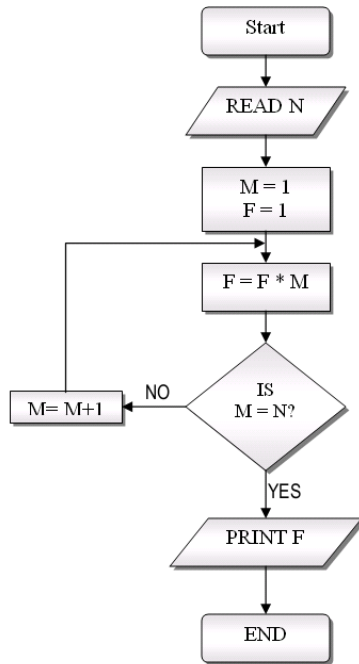 Start
READ N
M = 1
F = 1
F = F * M
IS
M = N?
NO
M= M+1
YES
PRINT F
END